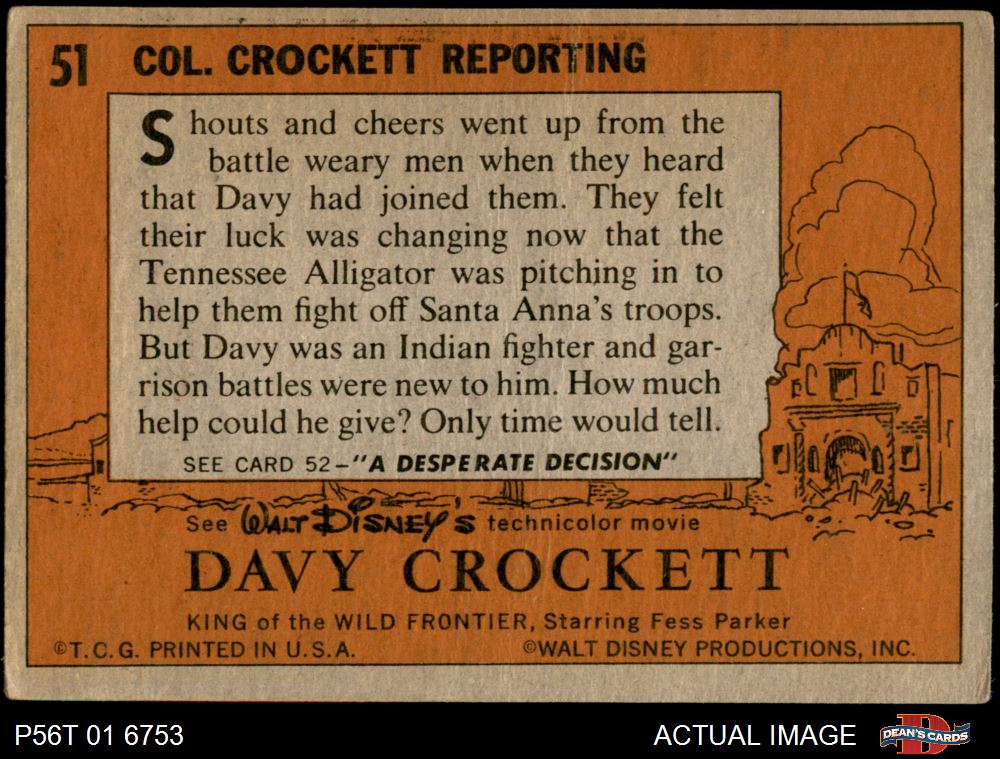 51 COL. CROCKETT REPORTING
Shouts and cheers went up from the
battle weary men when they heard
that Davy had joined them. They felt
their luck was changing now that the
Tennessee Alligator was pitching in to
help them fight off Santa Anna's troops.
But Davy was an Indian fighter and gar-
rison battles were new to him. How much
help could he give? Only time would tell.
SEE CARD 52–"A DESPERATE DECISION"
See WALT DISNEY'S technicolor movie
DAVY CROCKETT
KING of the WILD FRONTIER, Starring Fess Parker
©T.C.G. PRINTED IN U.S.A. ©WALT DISNEY PRODUCTIONS, INC.
P56T 01 6753 ACTUAL IMAGE D DEAN'S CARDS